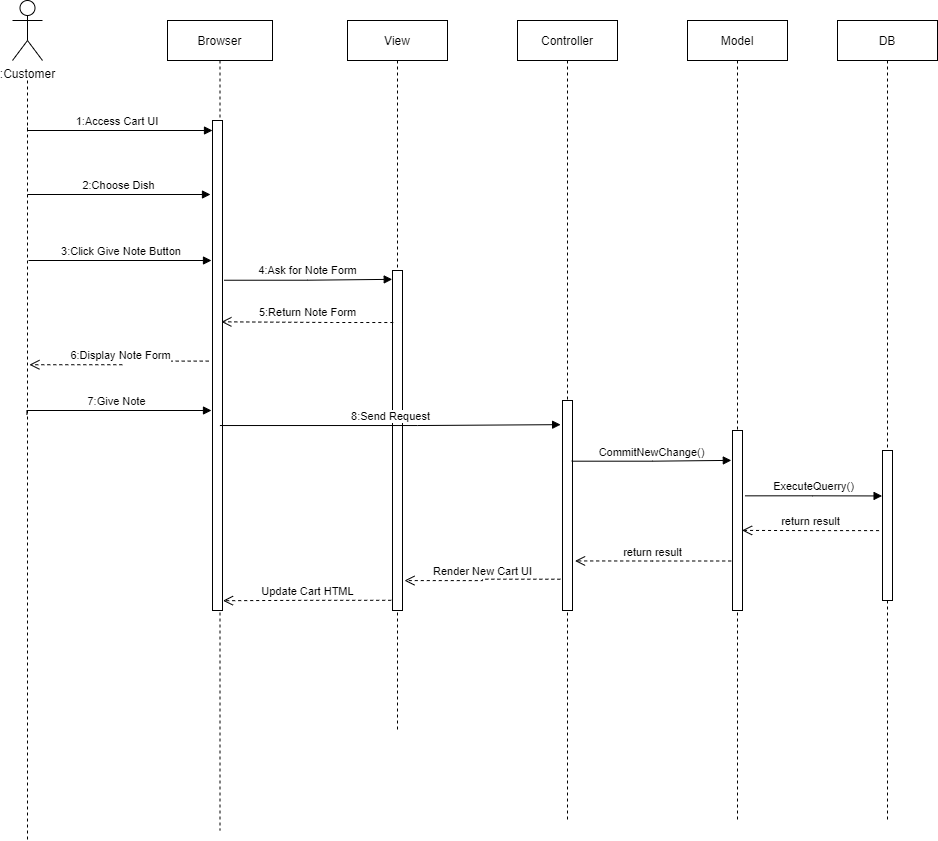 Browser
View
Controller
Model
DB
:Customer
1:Access Cart UI
2:Choose Dish
3:Click Give Note Button
4:Ask for Note Form
5:Return Note Form
6:Display Note Form
7:Give Note
8:Send Request
CommitNewChange()
ExecuteQuerry()
return result
return result
Render New Cart UI
Update Cart HTML